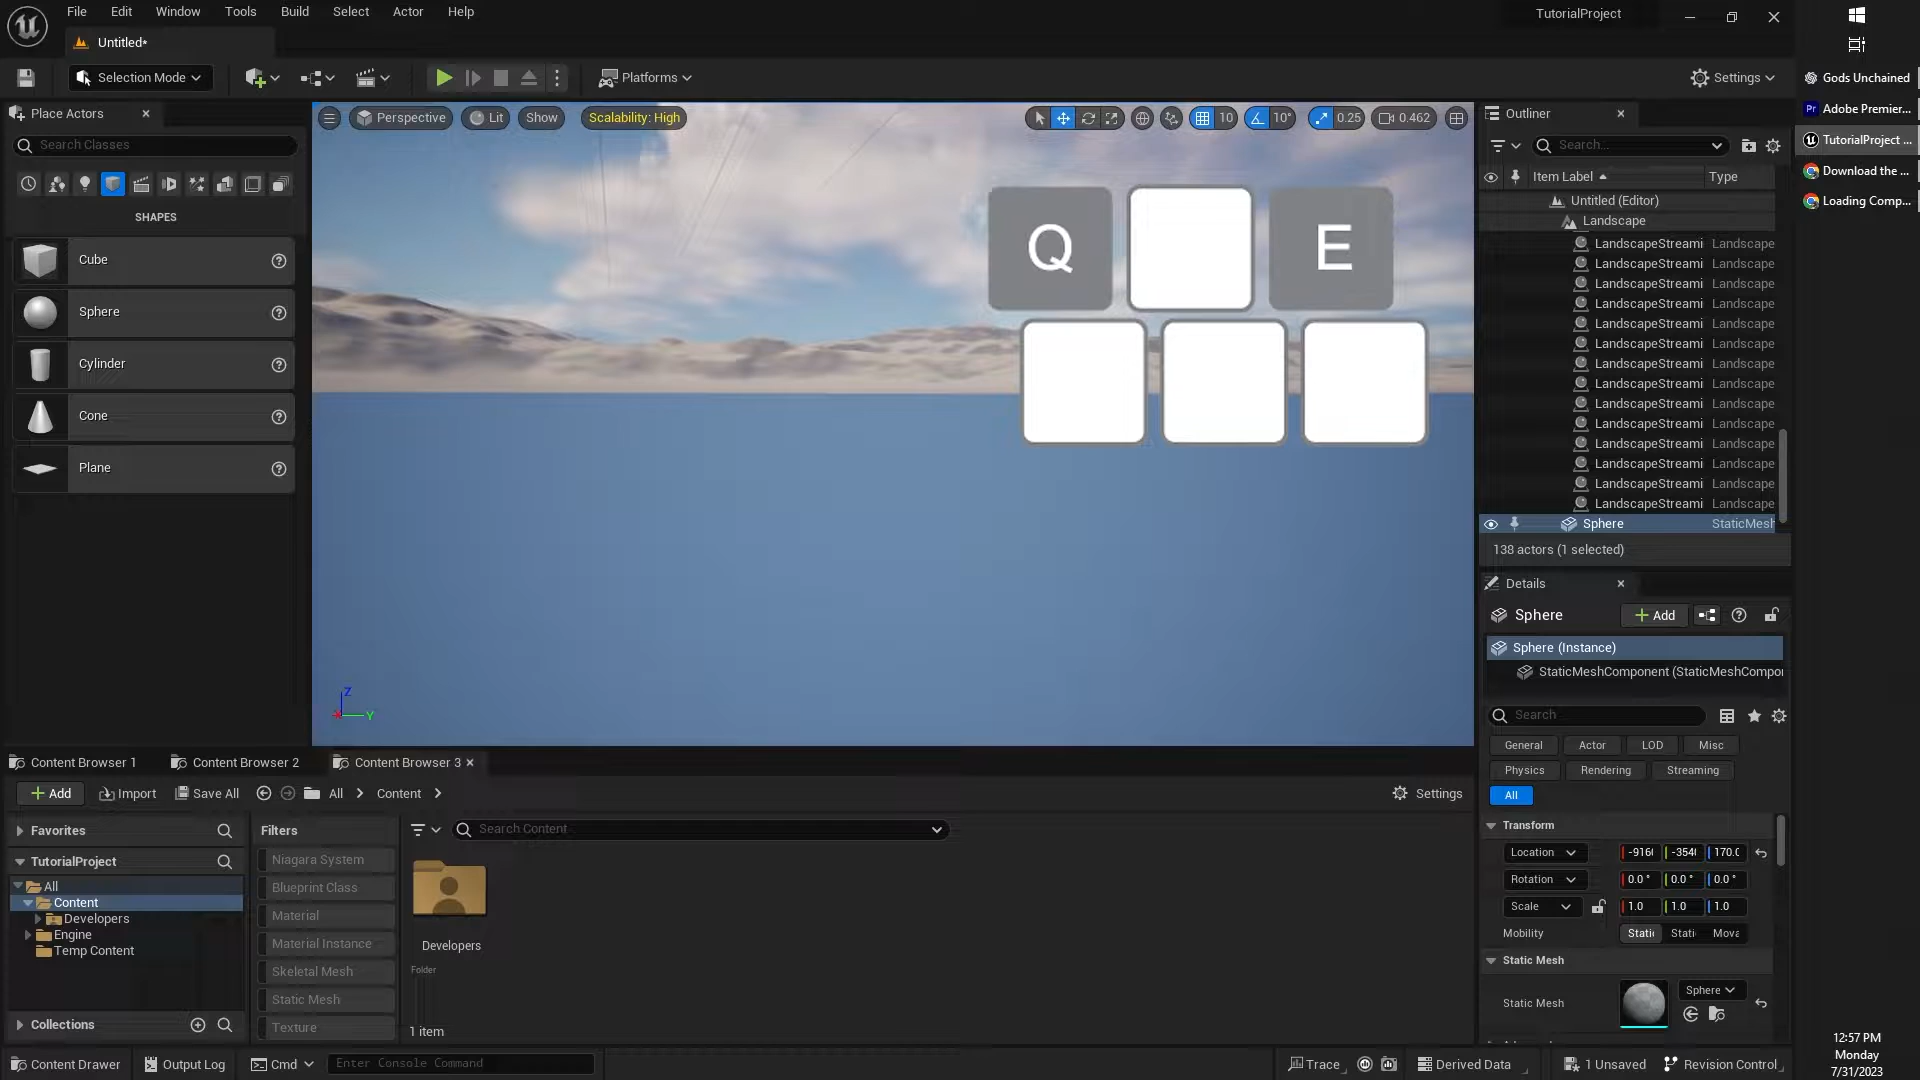 File Edit Window Tools Build Select Actor Help
TutorialProject
Untitled*
Selection Mode
Platforms
Settings
Gods Unchained
Adobe Premier...
TutorialProject ...
Download the ...
Loading Comp...
Place Actors
Search Classes
SHAPES
Cube
Sphere
Cylinder
Cone
Plane
Perspective Lit Show Scalability: High
10 10° 0.25 0.462
Q E
Z
Y
Outliner
Search...
Item Label Type
Untitled (Editor)
Landscape
LandscapeStreami Landscape
LandscapeStreami Landscape
LandscapeStreami Landscape
LandscapeStreami Landscape
LandscapeStreami Landscape
LandscapeStreami Landscape
LandscapeStreami Landscape
LandscapeStreami Landscape
LandscapeStreami Landscape
LandscapeStreami Landscape
LandscapeStreami Landscape
LandscapeStreami Landscape
LandscapeStreami Landscape
LandscapeStreami Landscape
Sphere StaticMesh
138 actors (1 selected)
Details
Sphere Add
Sphere (Instance)
StaticMeshComponent (StaticMeshCompo
Search
General Actor LOD Misc
Physics Rendering Streaming
All
Transform
Location -916 -354 170.
Rotation 0.0 ° 0.0 ° 0.0 °
Scale 1.0 1.0 1.0
Mobility Stati Stati Mova
Static Mesh
Static Mesh Sphere
Content Browser 1 Content Browser 2 Content Browser 3
Add Import Save All All Content Settings
Favorites
TutorialProject
All
Content
Developers
Engine
Temp Content
Collections
Filters
Niagara System
Blueprint Class
Material
Material Instance
Skeletal Mesh
Static Mesh
Texture
Search Content
Developers
Folder
1 item
Content Drawer Output Log Cmd Enter Console Command
Trace Derived Data 1 Unsaved Revision Control
12:57 PM
Monday
7/31/2023